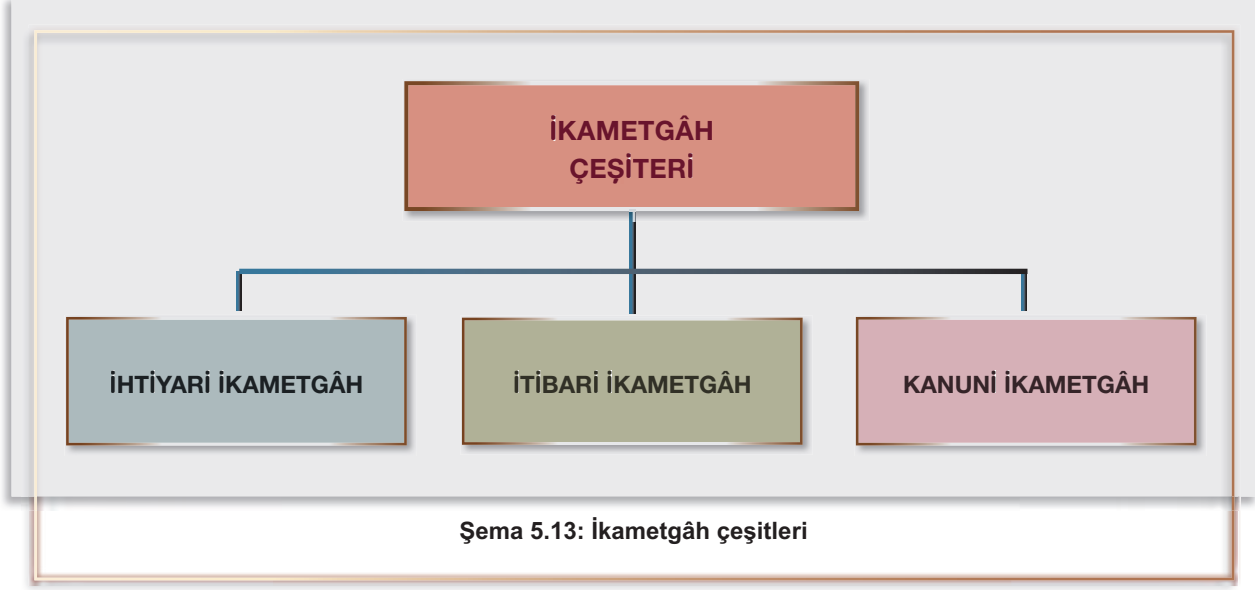 İKAMETGÂH
ÇEŞİTERİ
İHTİYARİ İKAMETGÂH
İTİBARİ İKAMETGÂH
KANUNİ İKAMETGÂH
Şema 5.13: İkametgâh çeşitleri